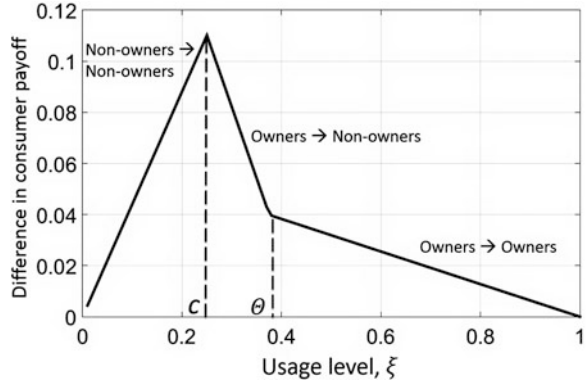 Difference in consumer payoff
0.12
0.1
0.08
0.06
0.04
0.02
0
Non-owners →
Non-owners
Owners → Non-owners
Owners → Owners
c
Θ
0
0.2
0.4
0.6
0.8
1
Usage level, ξ